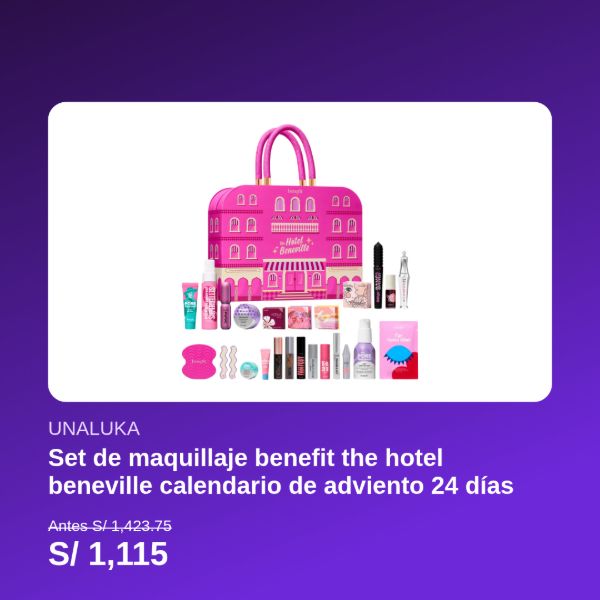 benefit
The Hotel
Beneville
UNALUKA
Set de maquillaje benefit the hotel
beneville calendario de adviento 24 días
Antes S/ 1,423.75
S/ 1,115